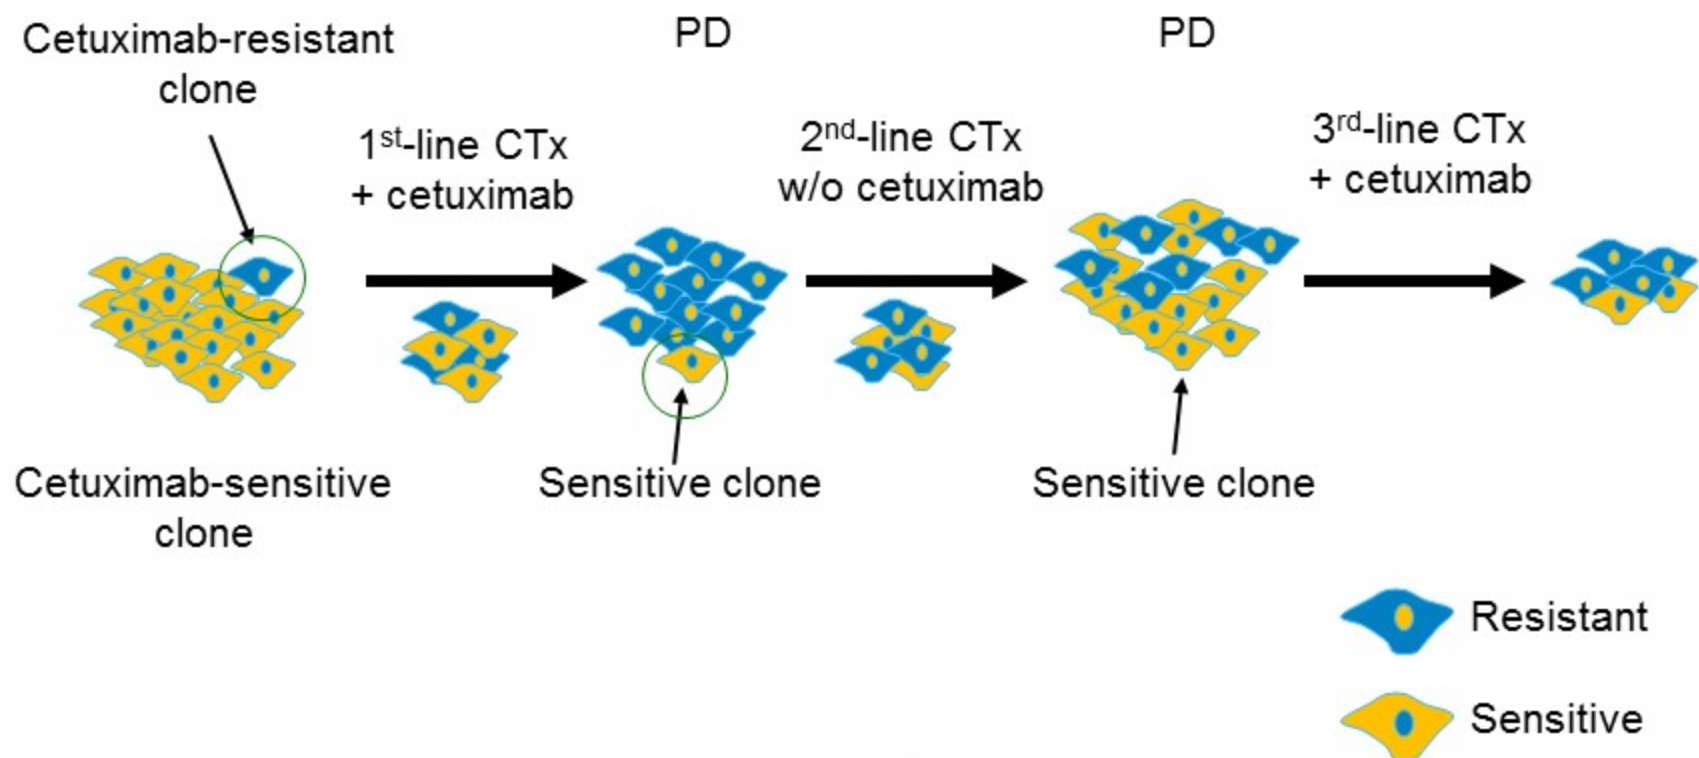 Cetuximab-resistant
clone
PD
PD
1st-line CTx
+ cetuximab
2nd-line CTx
w/o cetuximab
3rd-line CTx
+ cetuximab
Cetuximab-sensitive
clone
Sensitive clone
Sensitive clone
Resistant
Sensitive